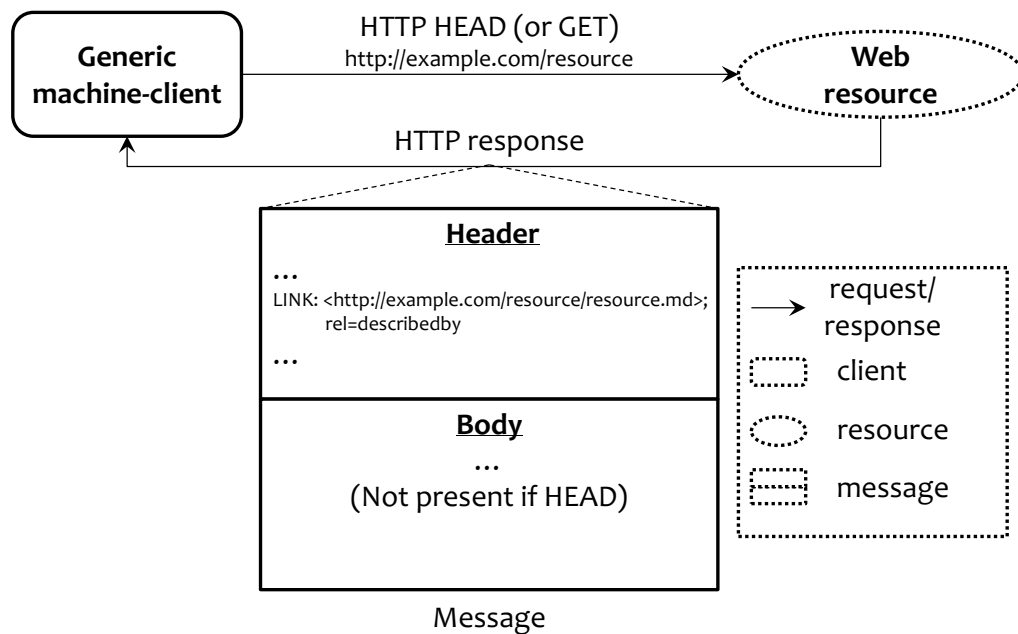 Generic
machine-client
HTTP HEAD (or GET)
http://example.com/resource
Web
resource
HTTP response
Header
...
LINK: <http://example.com/resource/resource.md>;
rel=describedby
...
Body
...
(Not present if HEAD)
Message
request/
response
client
resource
message